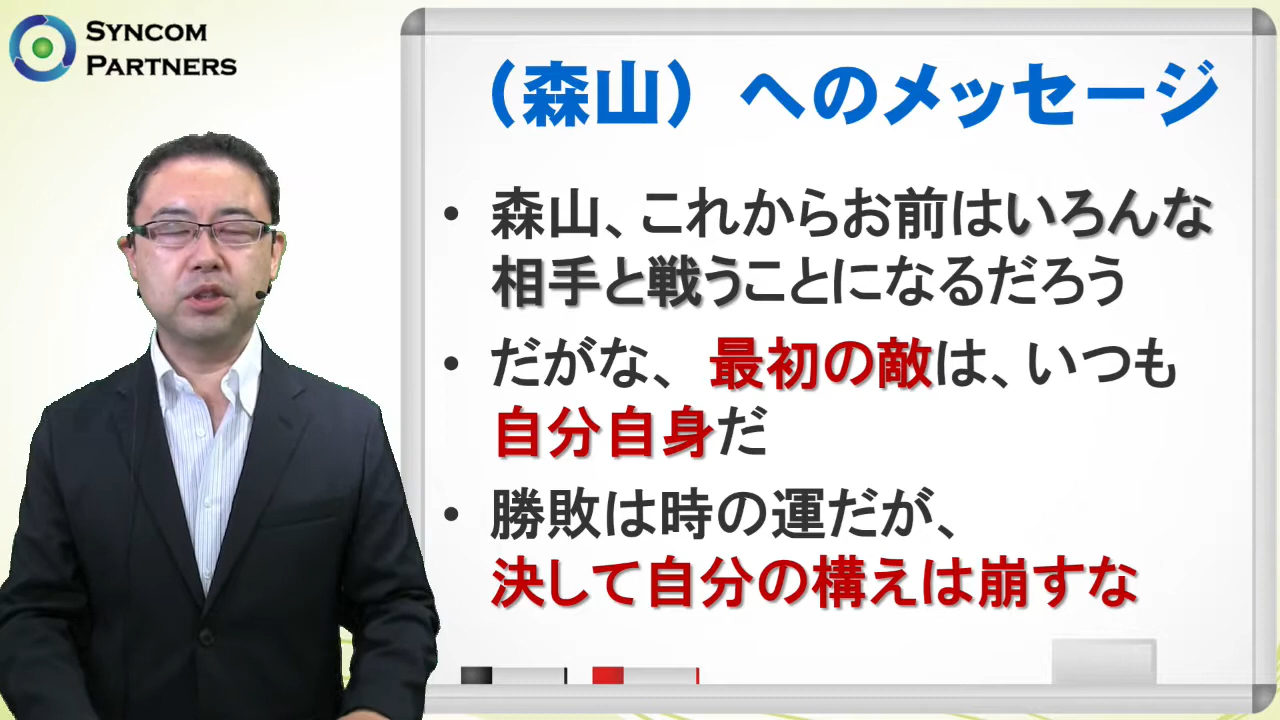 SYNCOM
PARTNERS
（森山）へのメッセージ
• 森山、これからお前はいろんな
相手と戦うことになるだろう
• だがな、最初の敵は、いつも
自分自身だ
• 勝敗は時の運だが、
決して自分の構えは崩すな